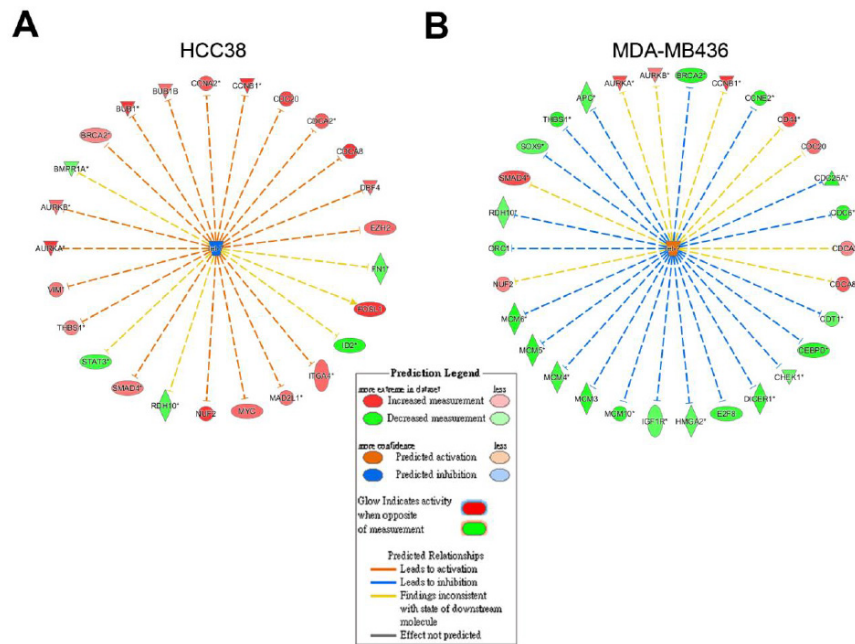 A
B
HCC38
MDA-MB436
CCNA2*
CCNB1*
BUB1B
CDC20
BUB1*
CDCA2*
BRCA2*
CDCA8
BMPR1A*
DBF4
AURKB*
EZH2
AURKA*
FN1*
VIM*
FOSL1
THBS1*
ID2*
STAT3*
ITGA4*
SMAD4*
MAD2L1*
RDH10*
NUF2
MYC
AURKA*
AURKB*
BRCA2*
CCNB1*
APC*
CCNE2*
THBS1*
CD44*
SOX9*
CDC20
SMAD4*
CDC25A*
RDH10*
CDC6*
ORC1
NUF2
CDCA8
MCM6*
CDT1*
MCM5*
CEBPD*
MCM4*
CHEK1*
MCM3
DICER1*
MCM10*
E2F8
IGF1R*
HMGA2*
Prediction Legend
more extreme in dataset less
Increased measurement
Decreased measurement
more confidence less
Predicted activation
Predicted inhibition
Glow Indicates activity
when opposite
of measurement
Predicted Relationships
Leads to activation
Leads to inhibition
Findings inconsistent
with state of downstream
molecule
Effect not predicted